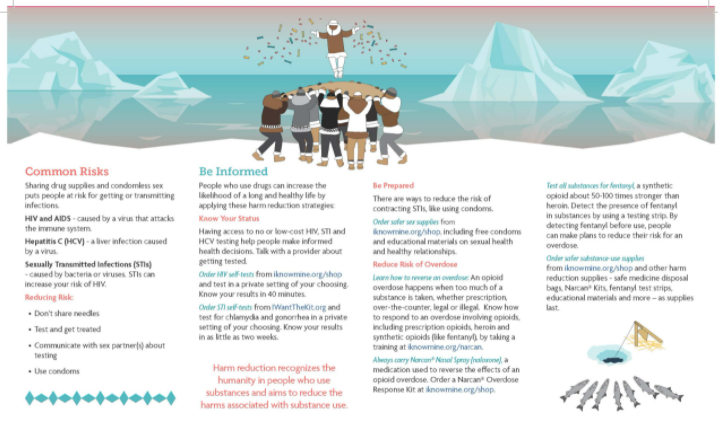 Common Risks
Sharing drug supplies and condomless sex
puts people at risk for getting or transmitting
infections.
HIV and AIDS - caused by a virus that attacks
the immune system.
Hepatitis C (HCV) - a liver infection caused
by a virus.
Sexually Transmitted Infections (STIs)
- caused by bacteria or viruses. STIs can
increase your risk of HIV.
Reducing Risk:
• Don't share needles
• Test and get treated
• Communicate with sex partner(s) about
testing
• Use condoms
Be Informed
People who use drugs can increase the
likelihood of a long and healthy life by
applying these harm reduction strategies:
Know Your Status
Having access to no or low-cost HIV, STI and
HCV testing help people make informed
health decisions. Talk with a provider about
getting tested.
Order HIV self-tests from iknowmine.org/shop
and test in a private setting of your choosing.
Know your results in 40 minutes.
Order STI self-tests from IWantTheKit.org and
test for chlamydia and gonorrhea in a private
setting of your choosing. Know your results
in as little as two weeks.
Harm reduction recognizes the
humanity in people who use
substances and aims to reduce the
harms associated with substance use.
Be Prepared
There are ways to reduce the risk of
contracting STIs, like using condoms.
Order safer sex supplies from
iknowmine.org/shop, including free condoms
and educational materials on sexual health
and healthy relationships.
Reduce Risk of Overdose
Learn how to reverse an overdose: An opioid
overdose happens when too much of a
substance is taken, whether prescription,
over-the-counter, legal or illegal. Know how
to respond to an overdose involving opioids,
including prescription opioids, heroin and
synthetic opioids (like fentanyl), by taking a
training at iknowmine.org/narcan.
Always carry Narcan® Nasal Spray (naloxone), a
medication used to reverse the effects of an
opioid overdose. Order a Narcan® Overdose
Response Kit at iknowmine.org/shop.
Test all substances for fentanyl, a synthetic
opioid about 50-100 times stronger than
heroin. Detect the presence of fentanyl
in substances by using a testing strip. By
detecting fentanyl before use, people
can make plans to reduce their risk for an
overdose.
Order safer substance-use supplies
from iknowmine.org/shop and other harm
reduction supplies - safe medicine disposal
bags, Narcan® Kits, fentanyl test strips,
educational materials and more – as supplies
last.